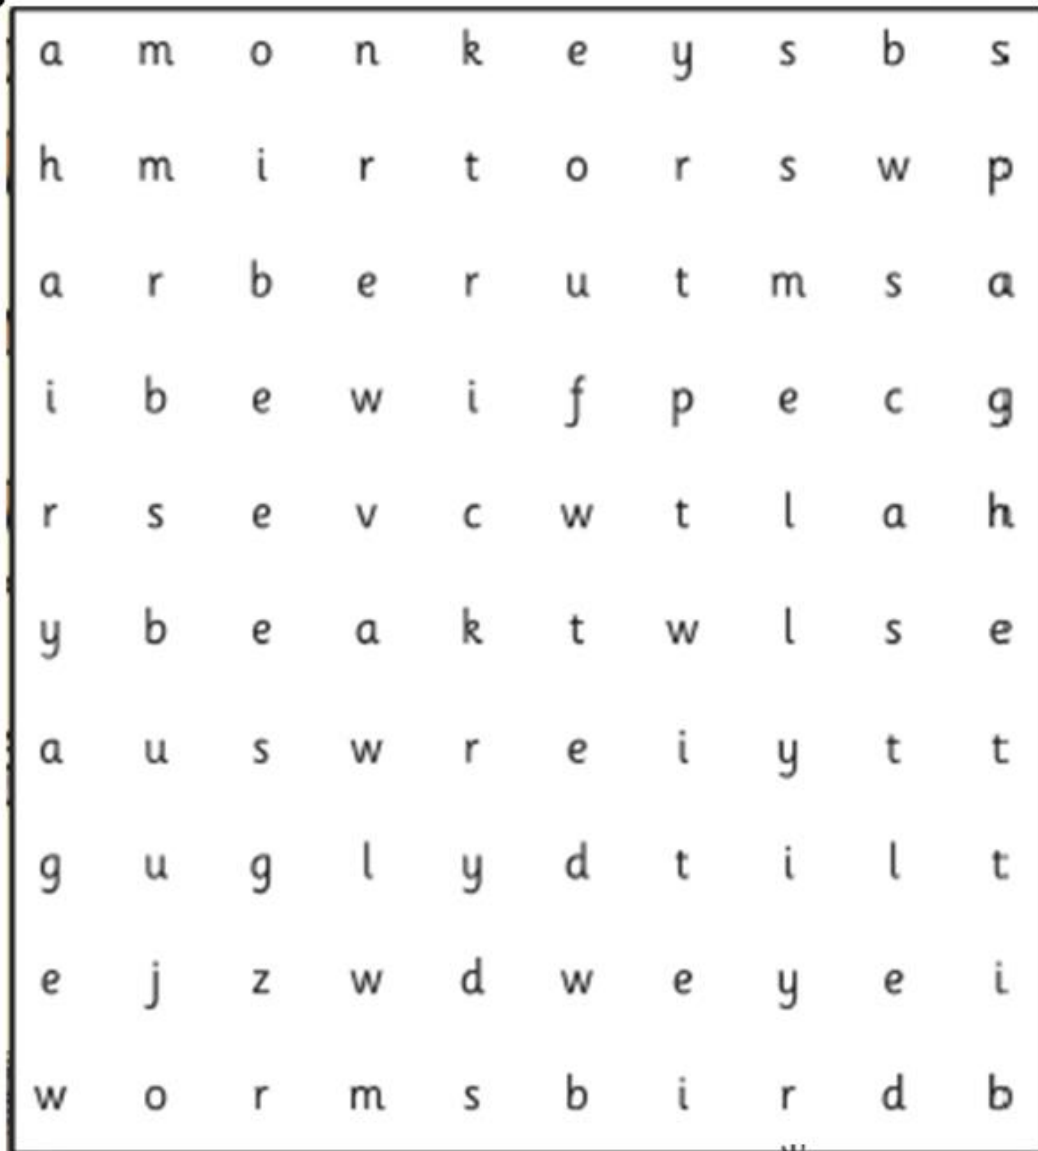 a m o n k e y s b s
h m i r t o r s w p
a r b e r u t m s a
i b e w i f p e c g
r s e v c w t l a h
y b e a k t w l s e
a u s w r e i y t t
g u g l y d t i l t
e j z w d w e y e i
w o r m s b i r d b